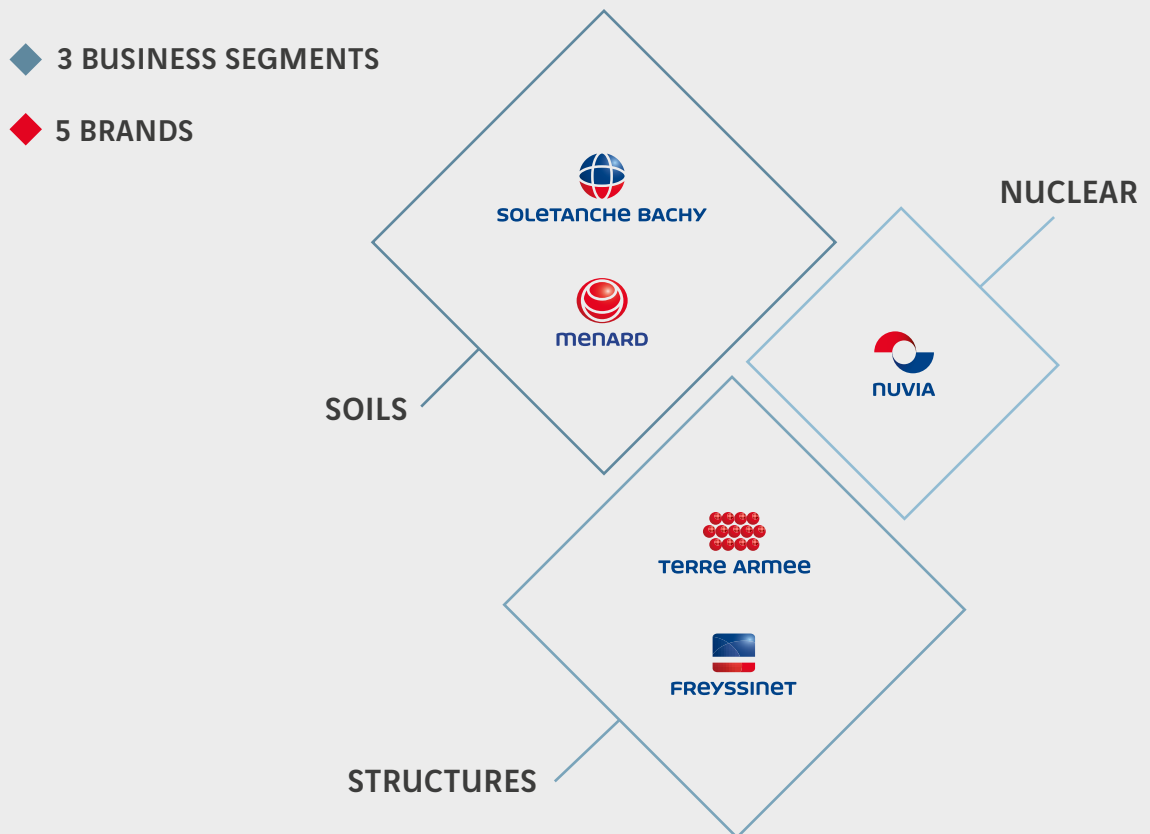 3 BUSINESS SEGMENTS
5 BRANDS
SOLETANCHE BACHY
MENARD
NUCLEAR
NUVIA
SOILS
TERRE ARMEE
FREYSSINET
STRUCTURES